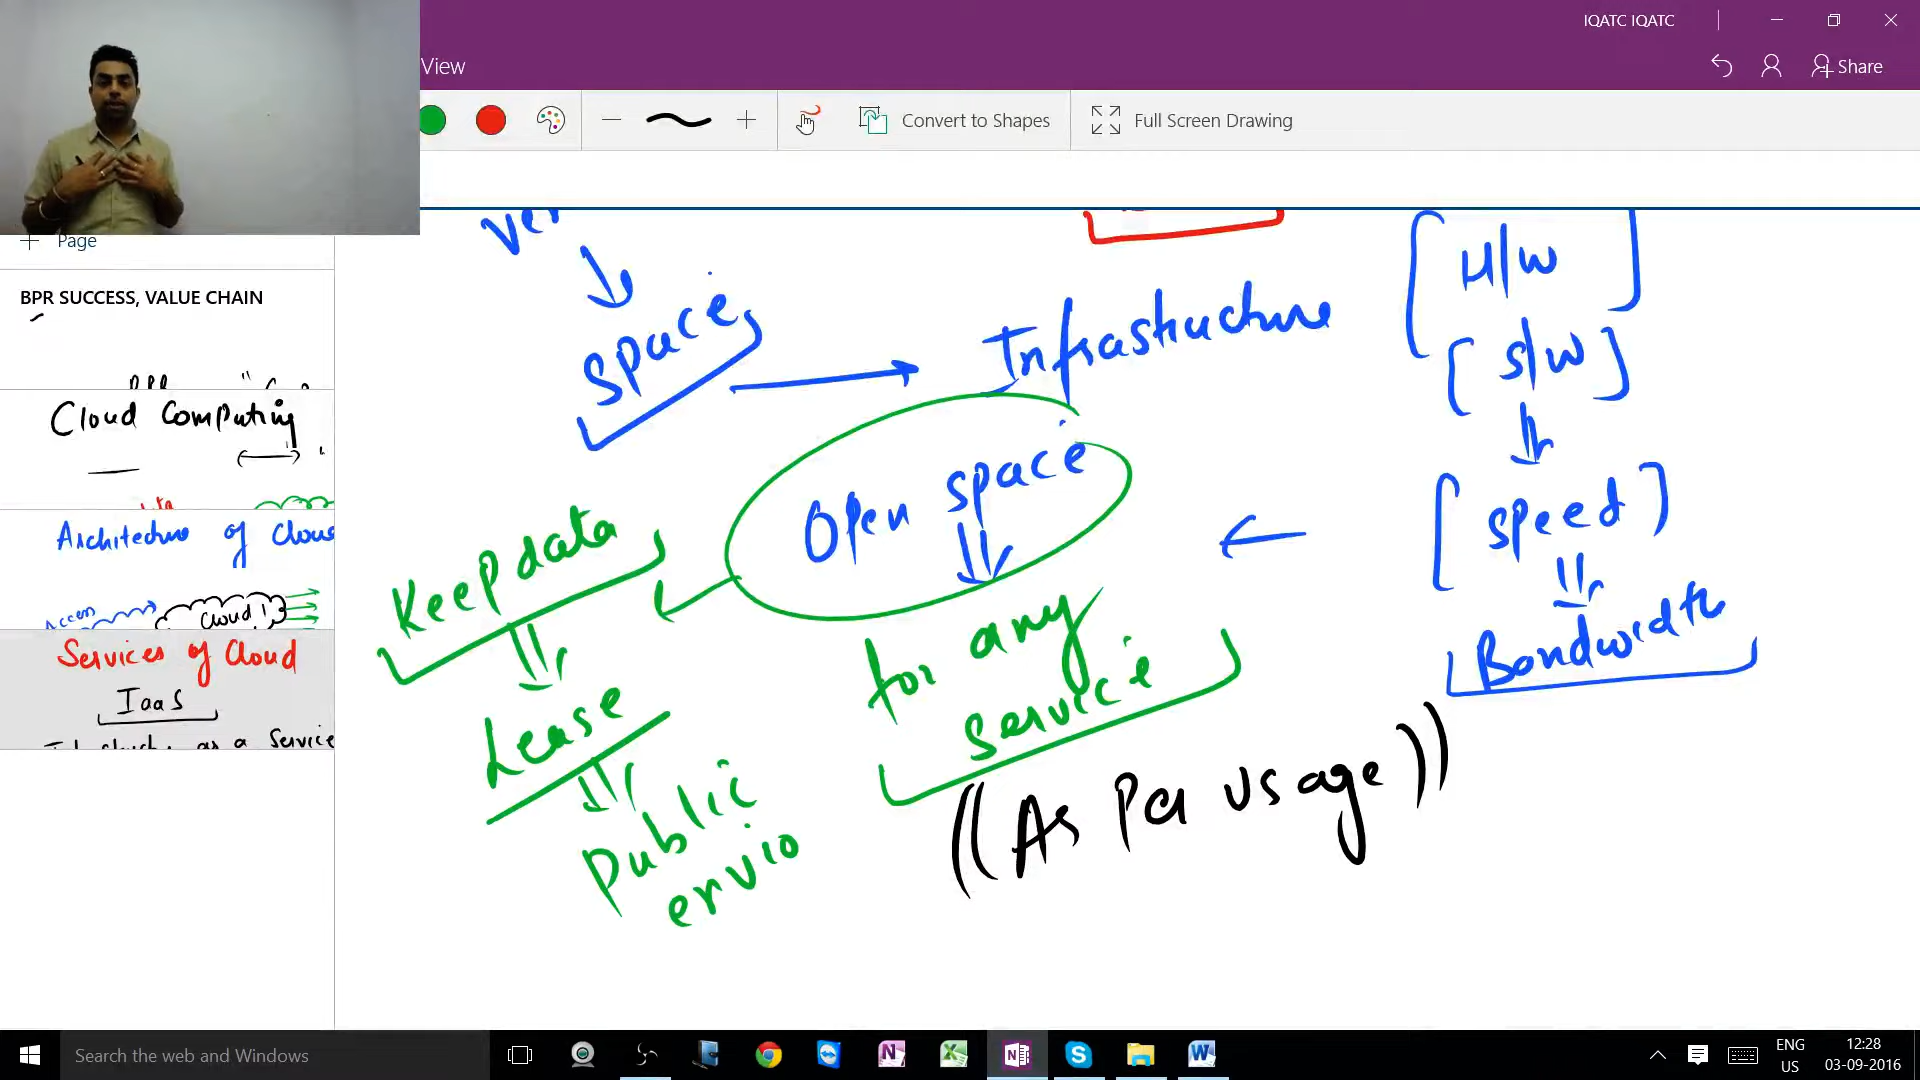 IQATC IQATC
View
Share
Convert to Shapes
Full Screen Drawing
Page
BPR SUCCESS, VALUE CHAIN
Cloud Computing
Architecture of Cloud
Cloud
Services of Cloud
IaaS
as a Service
Space
Infrastructure
H/w
[S/w]
Open space
[Speed]
Bandwidth
Keep data
for any
Service
Lease
Public
((As Per Usage))
Search the web and Windows
ENG
US
12:28
03-09-2016